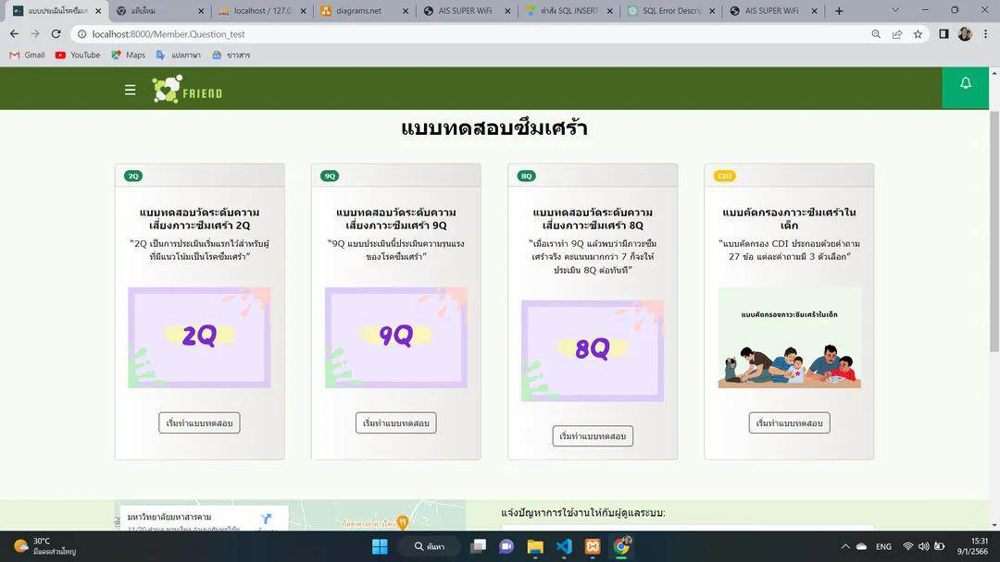 แบบประเมินโรคซึมเศ
แท็บใหม่
localhost / 127.0
diagrams.net
AIS SUPER WiFi
คำสั่ง SQL INSERT
SQL Error Descrip
AIS SUPER WiFi
localhost:8000/Member.Question_test
Gmail
YouTube
Maps
แปลภาษา
ข่าวสาร
FRIEND
แบบทดสอบซึมเศร้า
2Q
9Q
8Q
CDI
แบบทดสอบวัดระดับความ
เสี่ยงภาวะซึมเศร้า 2Q
"2Q เป็นการประเมินเริ่มแรกไว้สำหรับผู้
ที่มีแนวโน้มเป็นโรคซึมเศร้า"
2Q
เริ่มทำแบบทดสอบ
แบบทดสอบวัดระดับความ
เสี่ยงภาวะซึมเศร้า 9Q
"9Q แบบประเมินนี้ประเมินความรุนแรง
ของโรคซึมเศร้า"
9Q
เริ่มทำแบบทดสอบ
แบบทดสอบวัดระดับความ
เสี่ยงภาวะซึมเศร้า 8Q
"เมื่อเราทำ 9Q แล้วพบว่ามีภาวะซึม
เศร้าจริง คะแนนมากกว่า 7 ก็จะให้
ประเมิน 8Q ต่อทันที"
8Q
เริ่มทำแบบทดสอบ
แบบคัดกรองภาวะซึมเศร้าใน
เด็ก
"แบบคัดกรอง CDI ประกอบด้วยคำถาม
27 ข้อ แต่ละคำถามมี 3 ตัวเลือก"
แบบคัดกรองภาวะซึมเศร้าในเด็ก
เริ่มทำแบบทดสอบ
มหาวิทยาลัยมหาสารคาม
แจ้งปัญหาการใช้งานให้กับผู้ดูแลระบบ:
30°C
มีแดดส่วนใหญ่
ค้นหา
ENG
15:31
9/1/2566